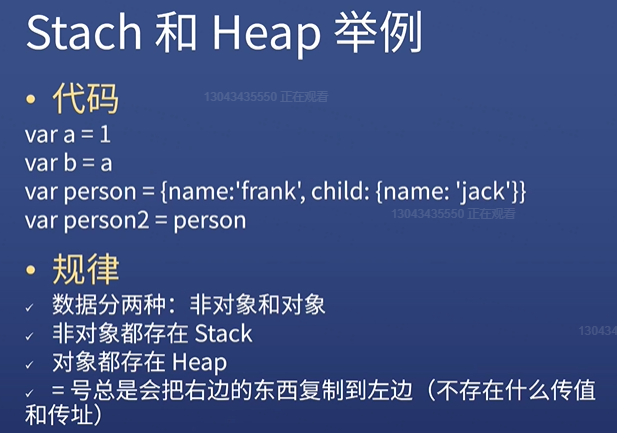 Stach 和 Heap 举例
• 代码
13043435550 正在观看
var a = 1
var b = a
var person = {name:'frank', child: {name: 'jack'}}
var person2 = person
13043435550 正在观看
• 规律
✓ 数据分两种：非对象和对象
✓ 非对象都存在 Stack
13043
✓ 对象都存在 Heap
✓ = 号总是会把右边的东西复制到左边（不存在什么传值
和传址）